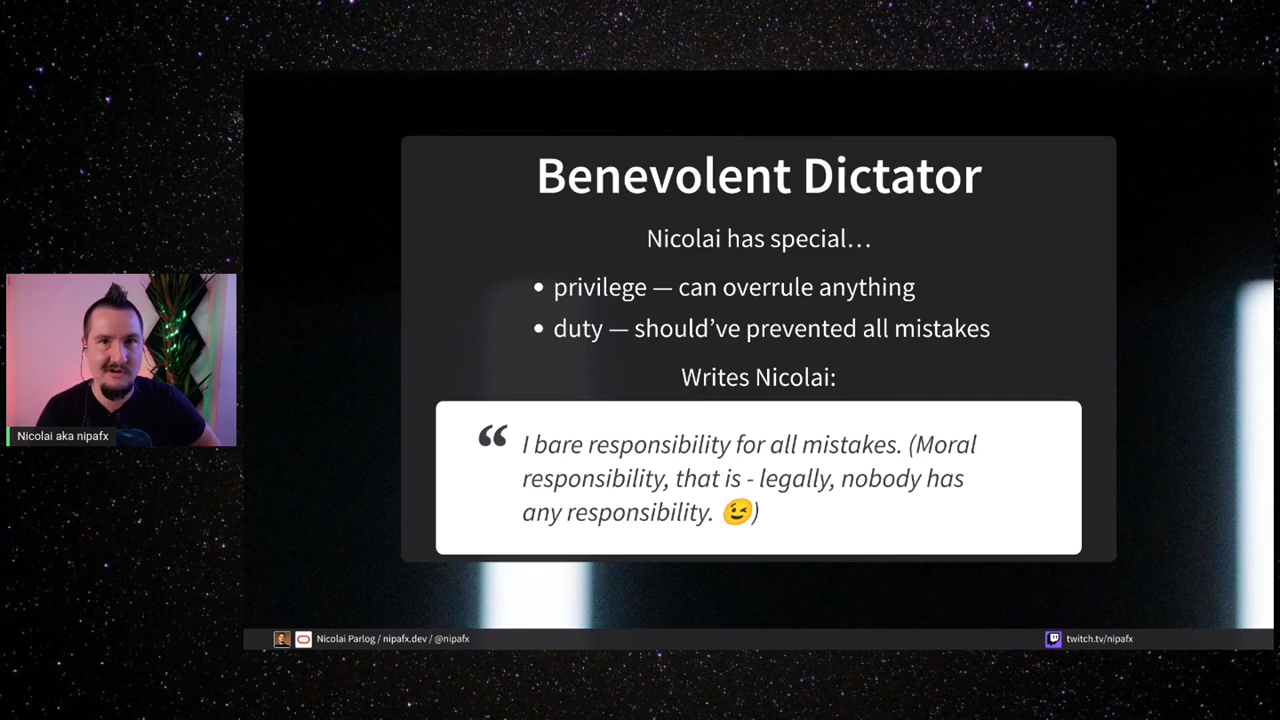 Benevolent Dictator
Nicolai has special…
• privilege — can overrule anything
• duty — should’ve prevented all mistakes
Writes Nicolai:
“ I bare responsibility for all mistakes. (Moral
responsibility, that is - legally, nobody has
any responsibility. 😉)
Nicolai aka nipafx
Nicolai Parlog / nipafx.dev / @nipafx
twitch.tv/nipafx